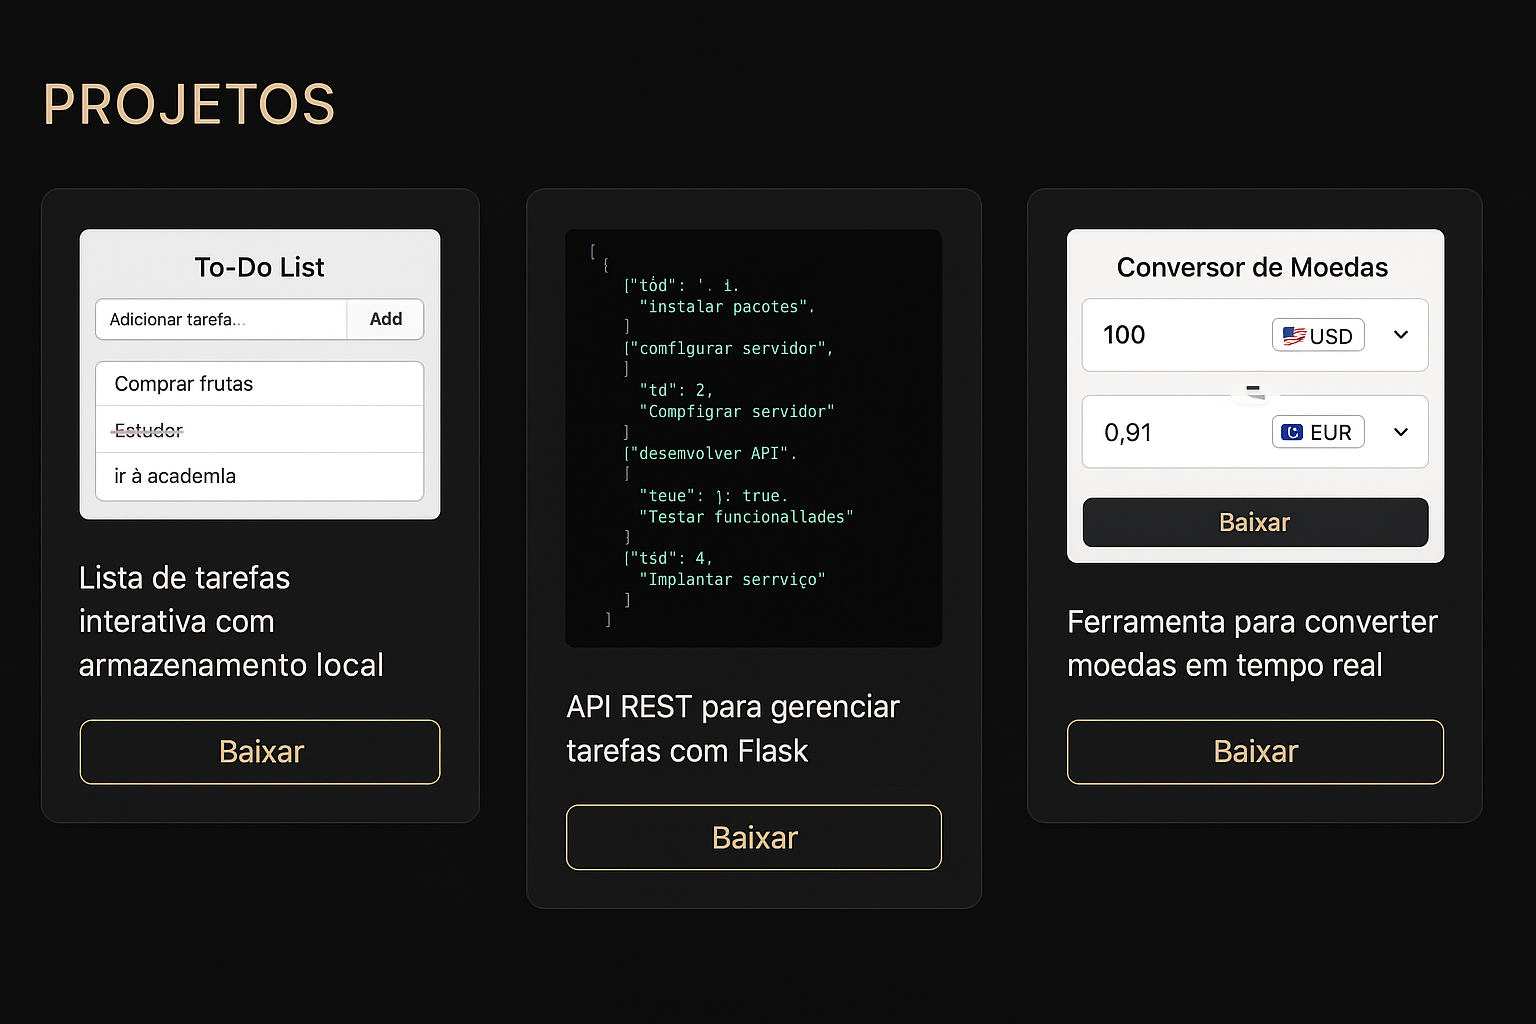 PROJETOS
To-Do List
Adicionar tarefa...
Add
Comprar frutas
Estudor
ir à academla
Lista de tarefas
interativa com
armazenamento local
Baixar
[
{
["tód": '. i.
"instalar pacotes".
]
["comflgurar servidor",
]
"td": 2,
"Compfigrar servidor"
]
["desemvolver API".
[
"teue": ȷ: true.
"Testar funcionallades"
]
["tśd": 4,
"Implantar serrviço"
]
]
API REST para gerenciar
tarefas com Flask
Baixar
Conversor de Moedas
100
USD
0,91
EUR
Baixar
Ferramenta para converter
moedas em tempo real
Baixar